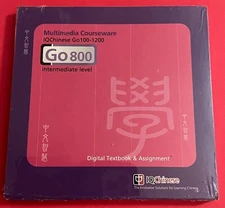 Multimedia Courseware
IQChinese Go100-1200
Go 800
intermediate level
學
Digital Textbook & Assignment
IQChinese
The Innovative Solution for Learning Chinese